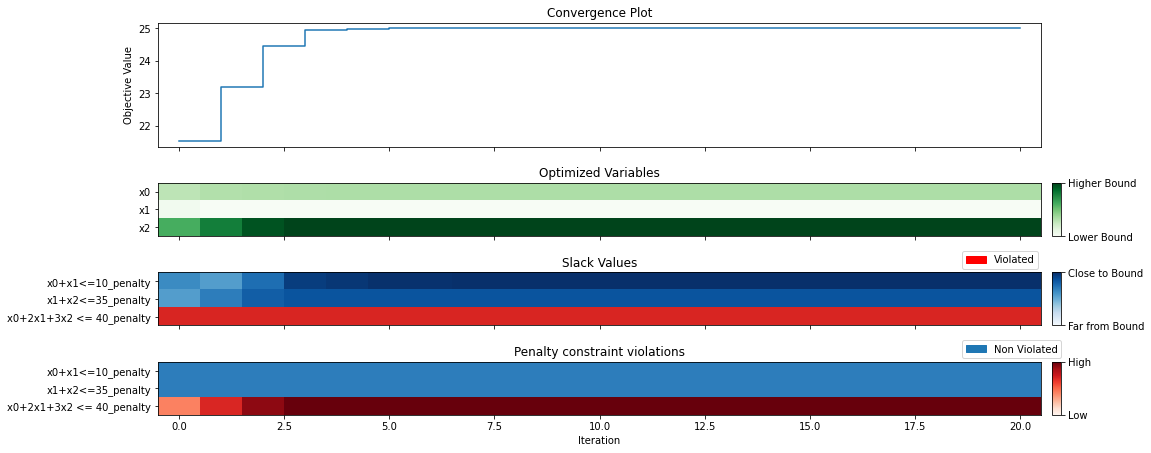 Convergence Plot
25
24
23
22
Objective Value
Optimized Variables
x0
x1
x2
Higher Bound
Lower Bound
Slack Values
Violated
x0+x1<=10_penalty
x1+x2<=35_penalty
x0+2x1+3x2 <= 40_penalty
Close to Bound
Far from Bound
Penalty constraint violations
Non Violated
x0+x1<=10_penalty
x1+x2<=35_penalty
x0+2x1+3x2 <= 40_penalty
High
Low
0.0 2.5 5.0 7.5 10.0 12.5 15.0 17.5 20.0
Iteration